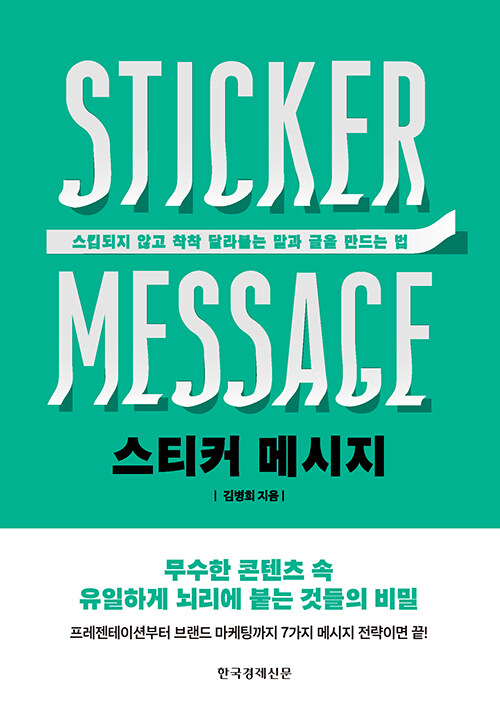 STICKER
스킵되지 않고 착착 달라붙는 말과 글을 만드는 법
MESSAGE
스티커 메시지
| 김병희 지음 |
무수한 콘텐츠 속
유일하게 뇌리에 붙는 것들의 비밀
프레젠테이션부터 브랜드 마케팅까지 7가지 메시지 전략이면 끝!
한국경제신문